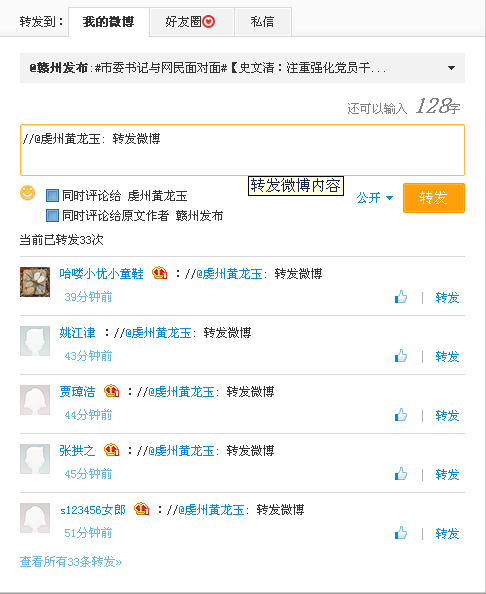 转发到： 我的微博 好友圈 私信
@赣州发布:#市委书记与网民面对面#【史文清：注重强化党员干...
还可以输入 128字
//@虔州黄龙玉: 转发微博
转发微博内容
同时评论给 虔州黄龙玉 公开 转发
同时评论给原文作者 赣州发布
当前已转发33次
哈喽小忧小童鞋 ：//@虔州黄龙玉: 转发微博
39分钟前 | 转发
姚江津 ：//@虔州黄龙玉: 转发微博
43分钟前 | 转发
贾璋浩 ：//@虔州黄龙玉: 转发微博
44分钟前 | 转发
张拱之 ：//@虔州黄龙玉: 转发微博
45分钟前 | 转发
s123456女郎 ：//@虔州黄龙玉: 转发微博
51分钟前 | 转发
查看所有33条转发»